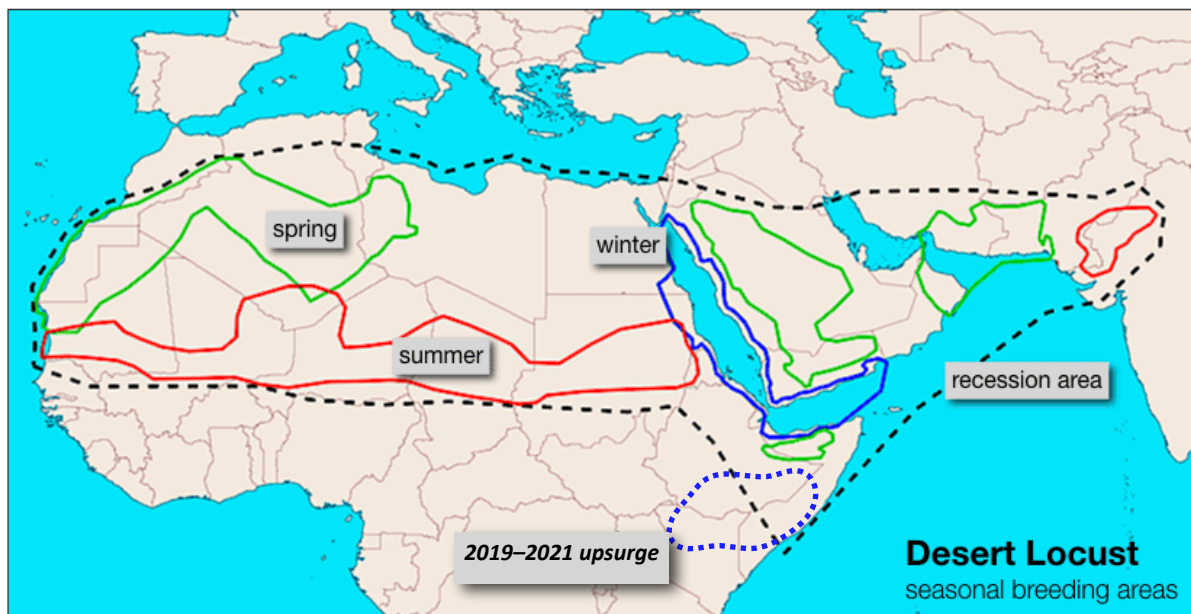 spring
winter
summer
recession area
2019–2021 upsurge
Desert Locust
seasonal breeding areas